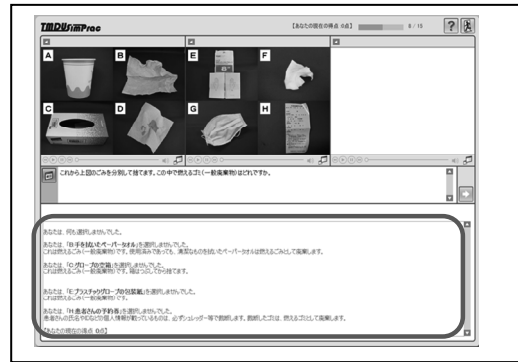 TMDUSimPrac
【あなたの現在の得点 0点】
8 / 15
?
A
B
E
F
C
D
G
H
これから上図のごみを分別して捨てます。この中で燃えるゴミ(一般廃棄物)はどれですか。
あなたは、何も選択しませんでした。
あなたは、「B:手を拭いたペーパータオル」を選択しませんでした。
これは燃えるごみ(一般廃棄物)です。使用済みであっても、清潔なものを拭いたペーパータオルは燃えるごみとして廃棄します。
あなたは、「C:グローブの空箱」を選択しませんでした。
これは燃えるごみ(一般廃棄物)です。箱はつぶしてから捨てます。
あなたは、「E:プラスチックグローブの包装紙」を選択しませんでした。
これは燃えるごみ(一般廃棄物)です。
あなたは、「H:患者さんの予約券」を選択しませんでした。
患者さんの氏名やIDなどの個人情報が載っているものは、必ずシュレッダー等で裁断します。裁断したゴミは、燃えるゴミとして廃棄します。
【あなたの現在の得点 0点】